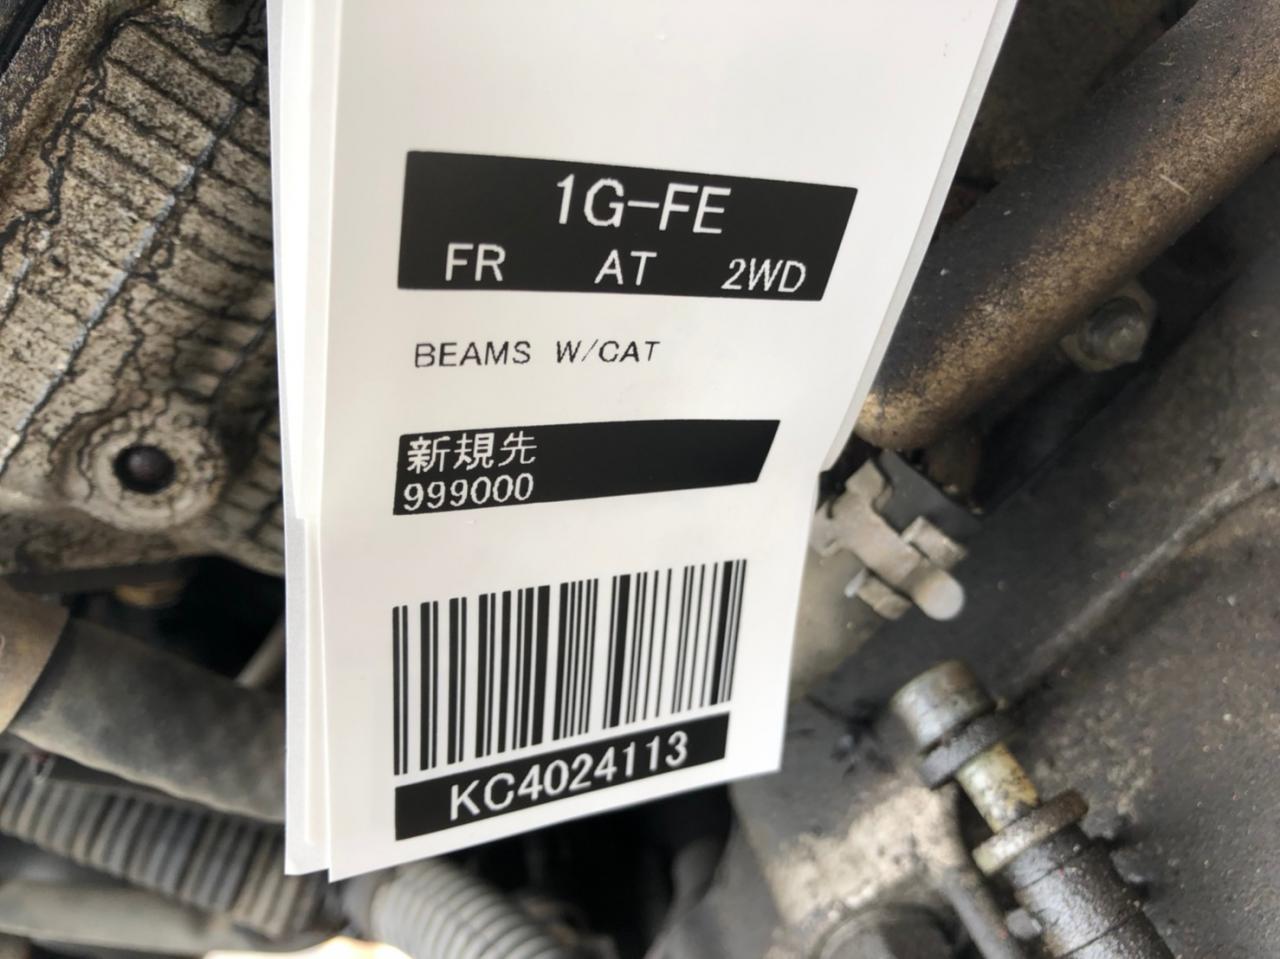 1G-FE
FR AT 2WD
BEAMS W/CAT
新規先
999000
KC4024113